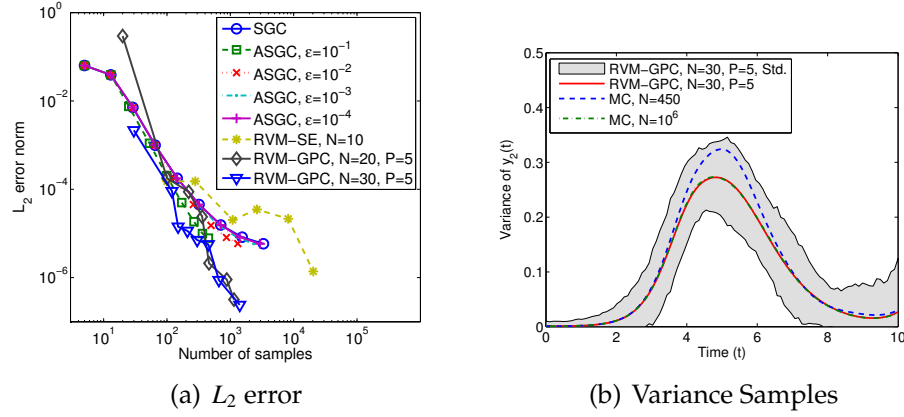 10^0
10^-2
10^-4
10^-6
L_2 error norm
10^1
10^2
10^3
10^4
10^5
Number of samples
SGC
ASGC, ε=10^-1
ASGC, ε=10^-2
ASGC, ε=10^-3
ASGC, ε=10^-4
RVM-SE, N=10
RVM-GPC, N=20, P=5
RVM-GPC, N=30, P=5
(a) L_2 error
0.5
0.4
0.3
0.2
0.1
0
Variance of y_2(t)
0
2
4
6
8
10
Time (t)
RVM-GPC, N=30, P=5, Std.
RVM-GPC, N=30, P=5
MC, N=450
MC, N=10^6
(b) Variance Samples